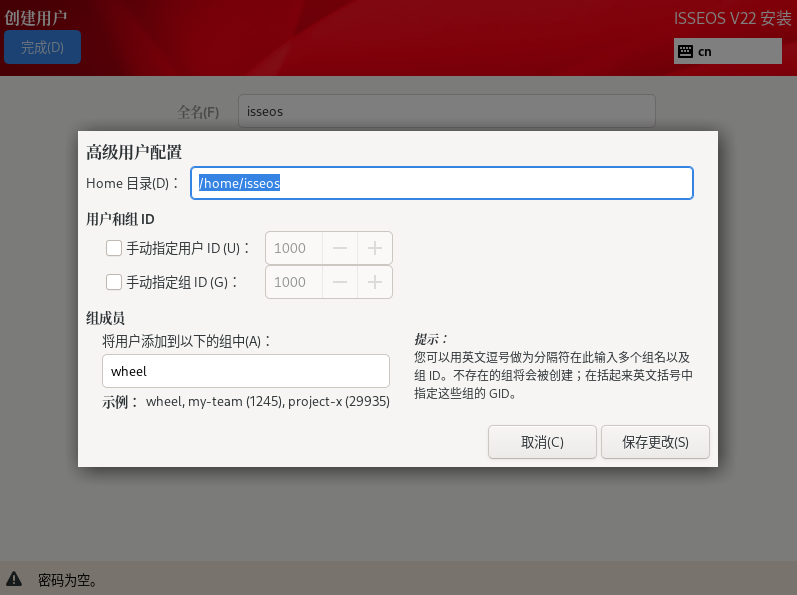 创建用户
ISSEOS V22 安装
完成(D)
cn
全名(F)
isseos
高级用户配置
Home 目录(D)：
/home/isseos
用户和组 ID
手动指定用户 ID (U)：
1000
手动指定组 ID (G)：
1000
组成员
将用户添加到以下的组中(A)：
wheel
示例： wheel, my-team (1245), project-x (29935)
提示：
您可以用英文逗号做为分隔符在此输入多个组名以及
组 ID。不存在的组将会被创建；在括起来英文括号中
指定这些组的 GID。
取消(C)
保存更改(S)
密码为空。